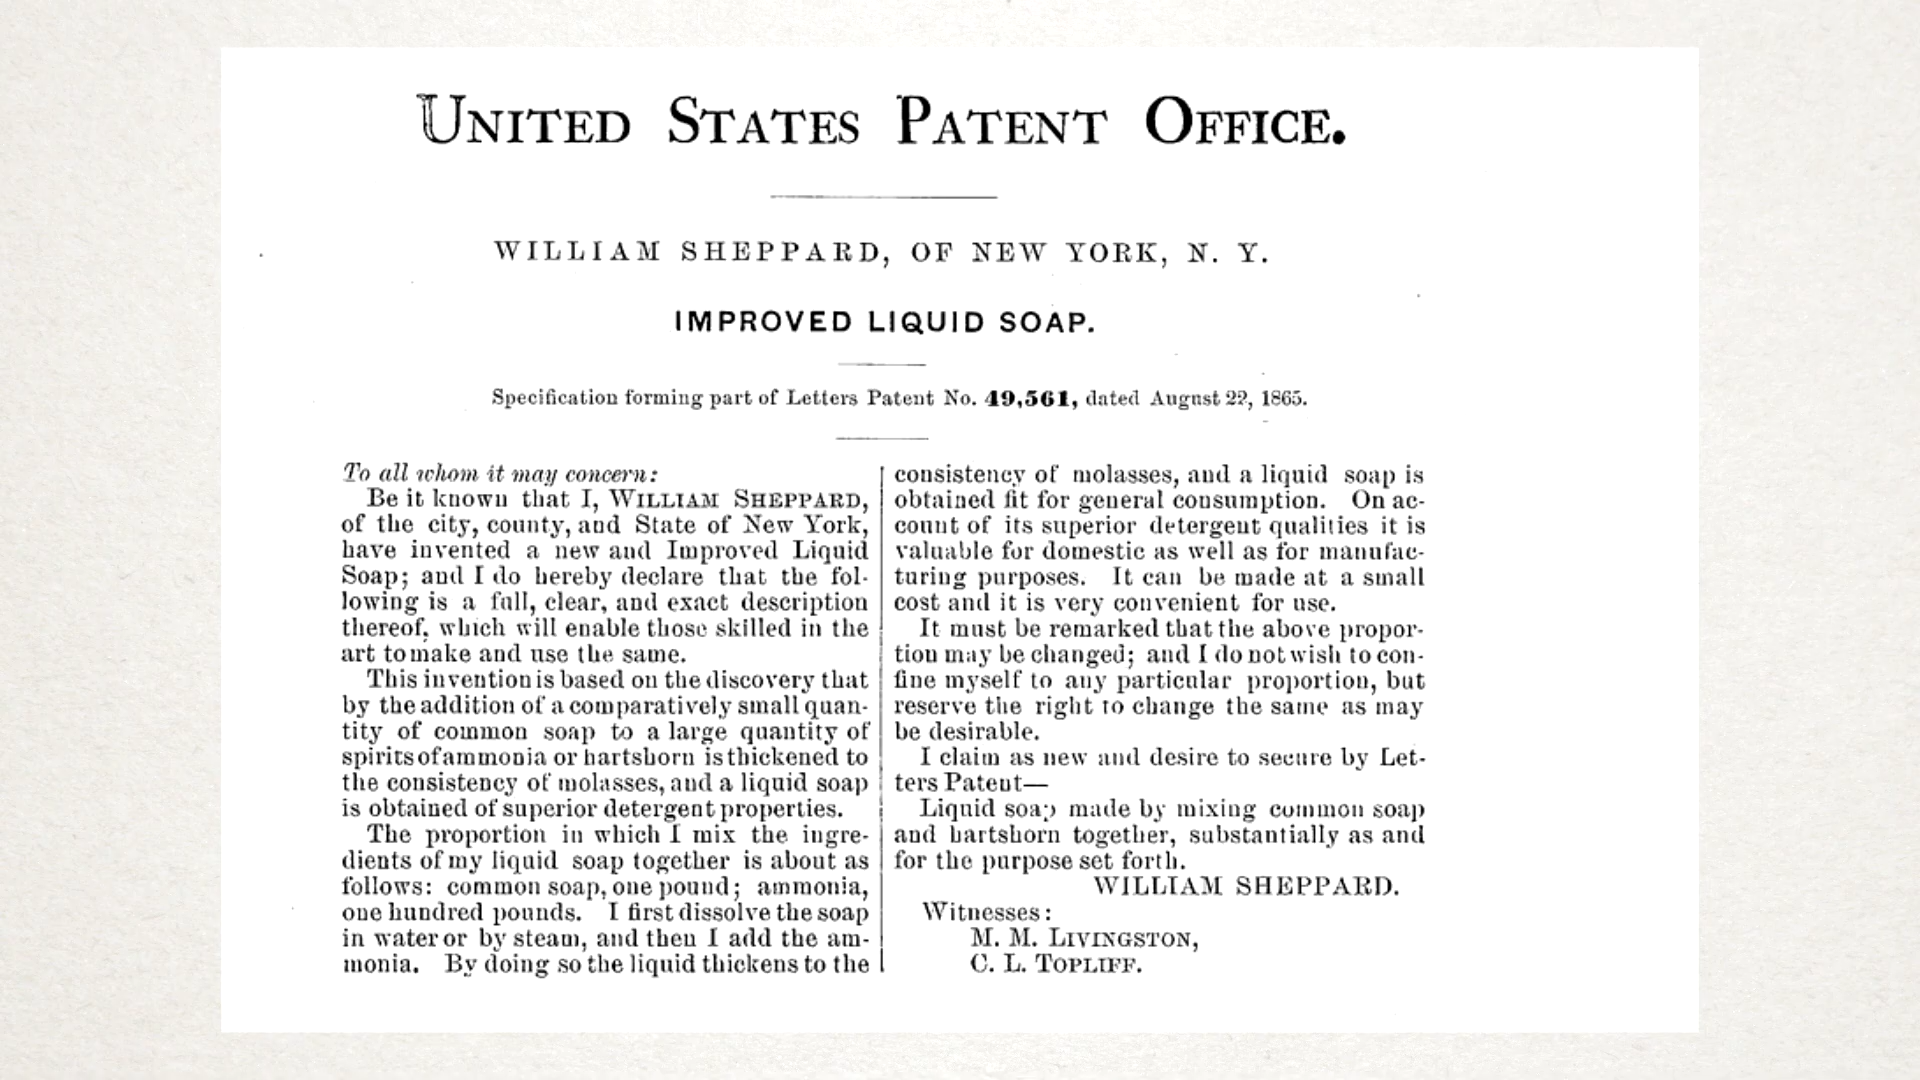 UNITED STATES PATENT OFFICE.
WILLIAM SHEPPARD, OF NEW YORK, N. Y.
IMPROVED LIQUID SOAP.
Specification forming part of Letters Patent No. 49,561, dated August 22, 1865.
To all whom it may concern:
Be it known that I, WILLIAM SHEPPARD,
of the city, county, and State of New York,
have invented a new and Improved Liquid
Soap; and I do hereby declare that the fol-
lowing is a full, clear, and exact description
thereof, which will enable those skilled in the
art to make and use the same.
This invention is based on the discovery that
by the addition of a comparatively small quan-
tity of common soap to a large quantity of
spirits of ammonia or hartshorn is thickened to
the consistency of molasses, and a liquid soap
is obtained of superior detergent properties.
The proportion in which I mix the ingre-
dients of my liquid soap together is about as
follows: common soap, one pound; ammonia,
one hundred pounds. I first dissolve the soap
in water or by steam, and then I add the am-
monia. By doing so the liquid thickens to the
consistency of molasses, and a liquid soap is
obtained fit for general consumption. On ac-
count of its superior detergent qualities it is
valuable for domestic as well as for manufac-
turing purposes. It can be made at a small
cost and it is very convenient for use.
It must be remarked that the above propor-
tion may be changed; and I do not wish to con-
fine myself to any particular proportion, but
reserve the right to change the same as may
be desirable.
I claim as new and desire to secure by Let-
ters Patent—
Liquid soap made by mixing common soap
and hartshorn together, substantially as and
for the purpose set forth.
WILLIAM SHEPPARD.
Witnesses:
M. M. LIVINGSTON,
C. L. TOPLIFF.